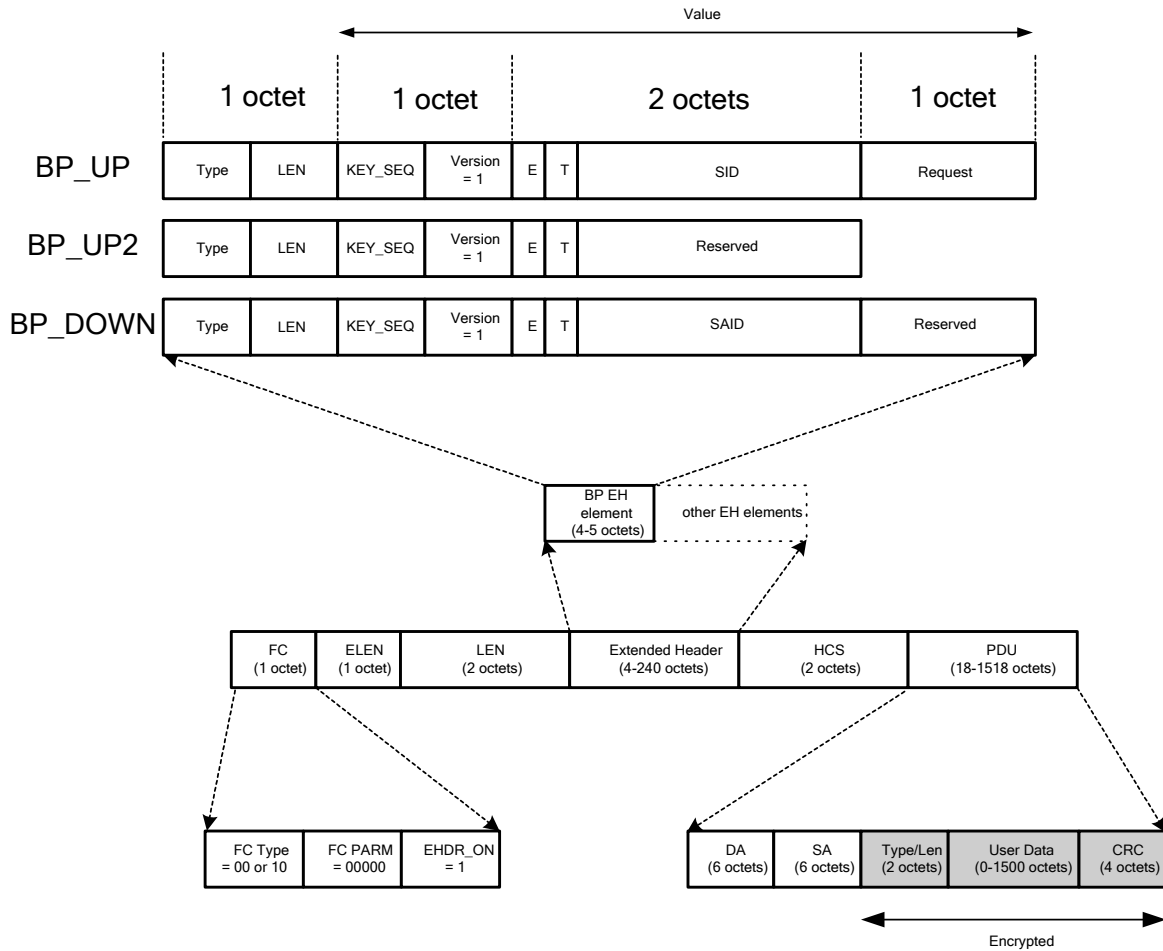 Value
1 octet 1 octet 2 octets 1 octet
BP_UP Type LEN KEY_SEQ Version = 1 E T SID Request
BP_UP2 Type LEN KEY_SEQ Version = 1 E T Reserved
BP_DOWN Type LEN KEY_SEQ Version = 1 E T SAID Reserved
BP EH
element
(4-5 octets)
other EH elements
FC ELEN LEN Extended Header HCS PDU
(1 octet) (1 octet) (2 octets) (4-240 octets) (2 octets) (18-1518 octets)
FC Type FC PARM EHDR_ON
= 00 or 10 = 00000 = 1
DA SA Type/Len User Data CRC
(6 octets) (6 octets) (2 octets) (0-1500 octets) (4 octets)
Encrypted